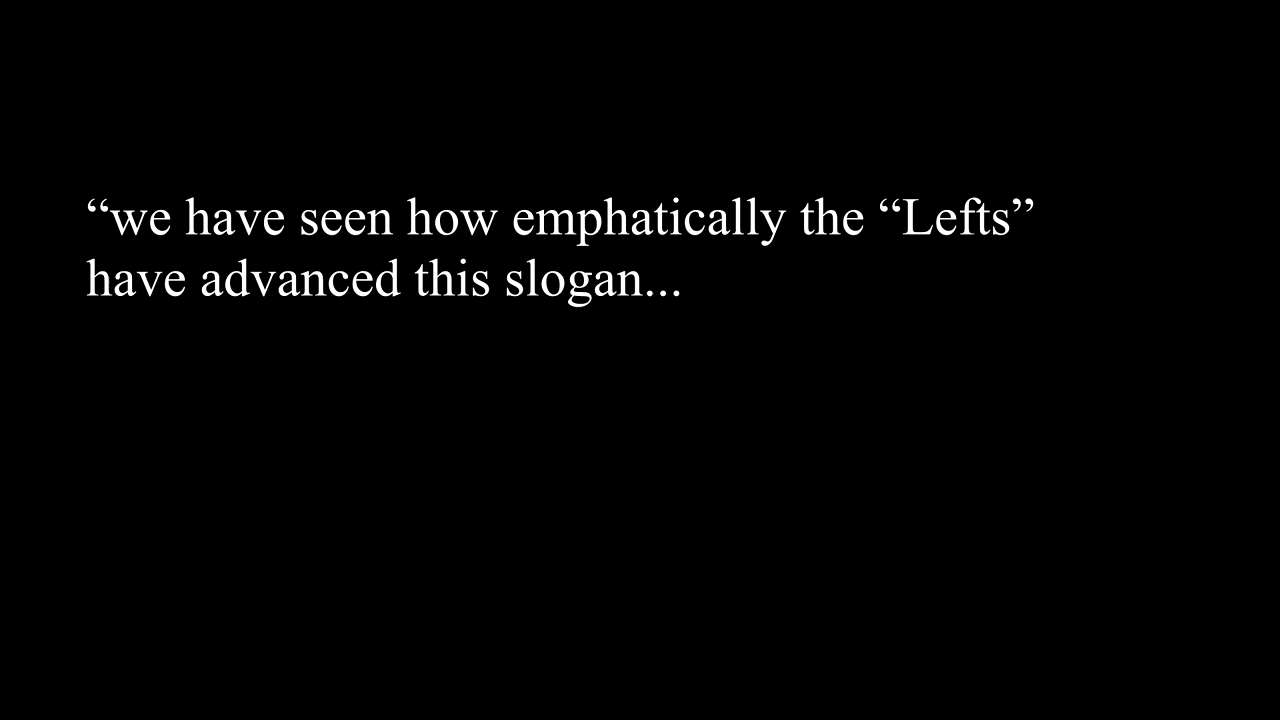 “we have seen how emphatically the “Lefts”
have advanced this slogan...